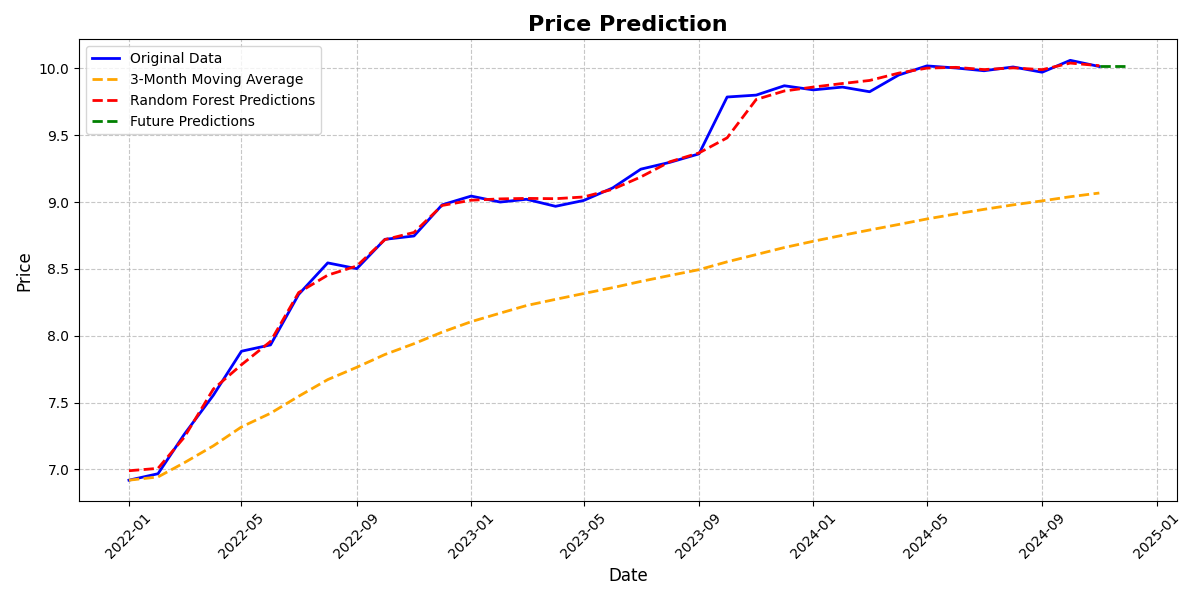 Price Prediction
Original Data
3-Month Moving Average
Random Forest Predictions
Future Predictions
Price
10.0
9.5
9.0
8.5
8.0
7.5
7.0
2022-01
2022-05
2022-09
2023-01
2023-05
2023-09
2024-01
2024-05
2024-09
2025-01
Date